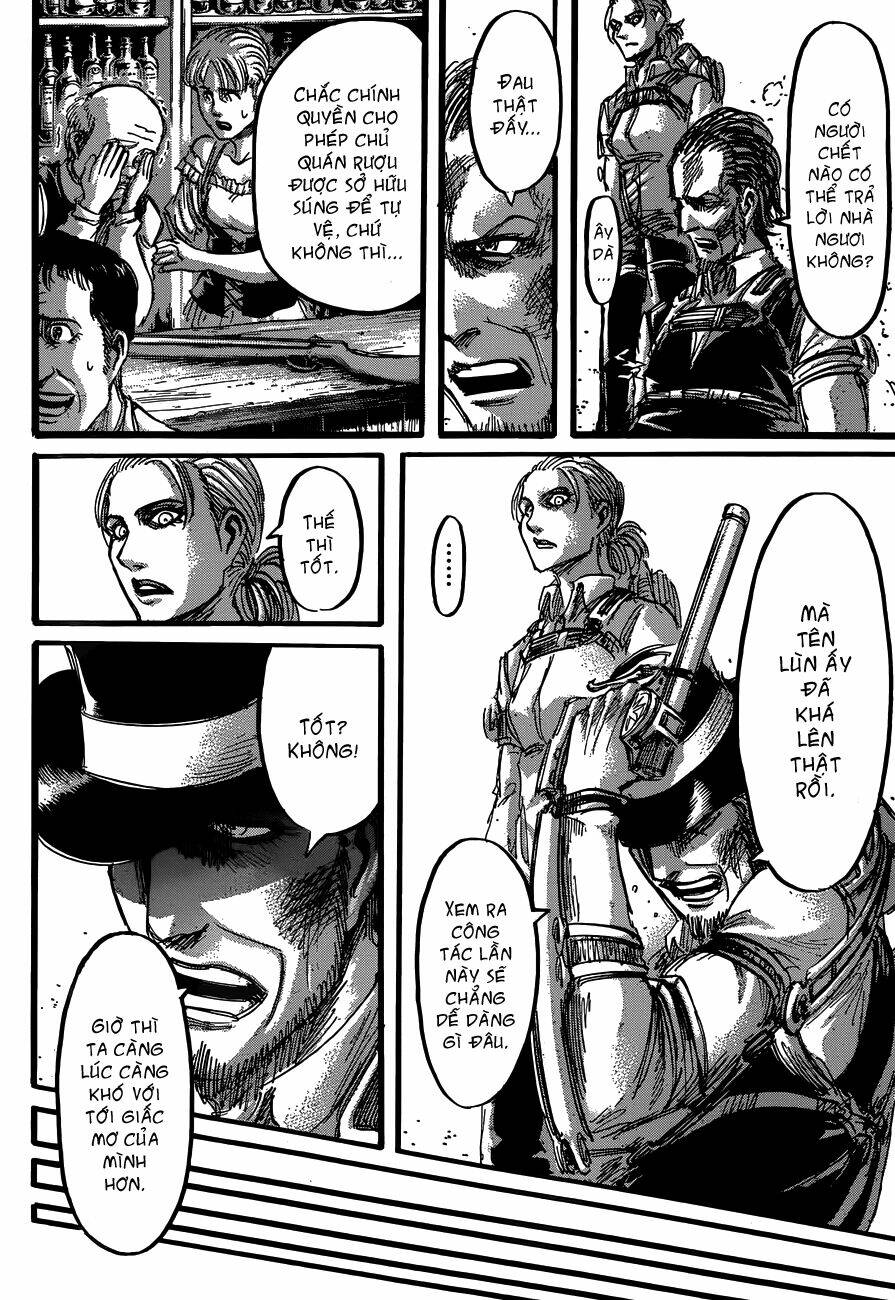 CÓ
NGƯỜI
CHẾT
NÀO CÓ
THỂ TRẢ
LỜI NHÀ
NGƯƠI
KHÔNG?
ÂY
DÀ
...
ĐAU
THẬT
ĐẤY...
CHẮC CHÍNH
QUYỀN CHO
PHÉP CHỦ
QUÁN RƯỢU
ĐƯỢC SỞ HỮU
SÚNG ĐỂ TỰ
VỆ, CHỨ
KHÔNG THÌ...
MÀ
TÊN
LÙN ẤY
ĐÃ
KHÁ
LÊN
THẬT
RỒI.
......
XEM RA
CÔNG
TÁC LẦN
NÀY SẼ
CHẲNG
DỄ DÀNG
GÌ ĐÂU.
THẾ
THÌ
TỐT.
TỐT?
KHÔNG!
GIỜ THÌ
TA CÀNG
LÚC CÀNG
KHÓ VỚI
TỚI GIẤC
MƠ CỦA
MÌNH
HƠN.